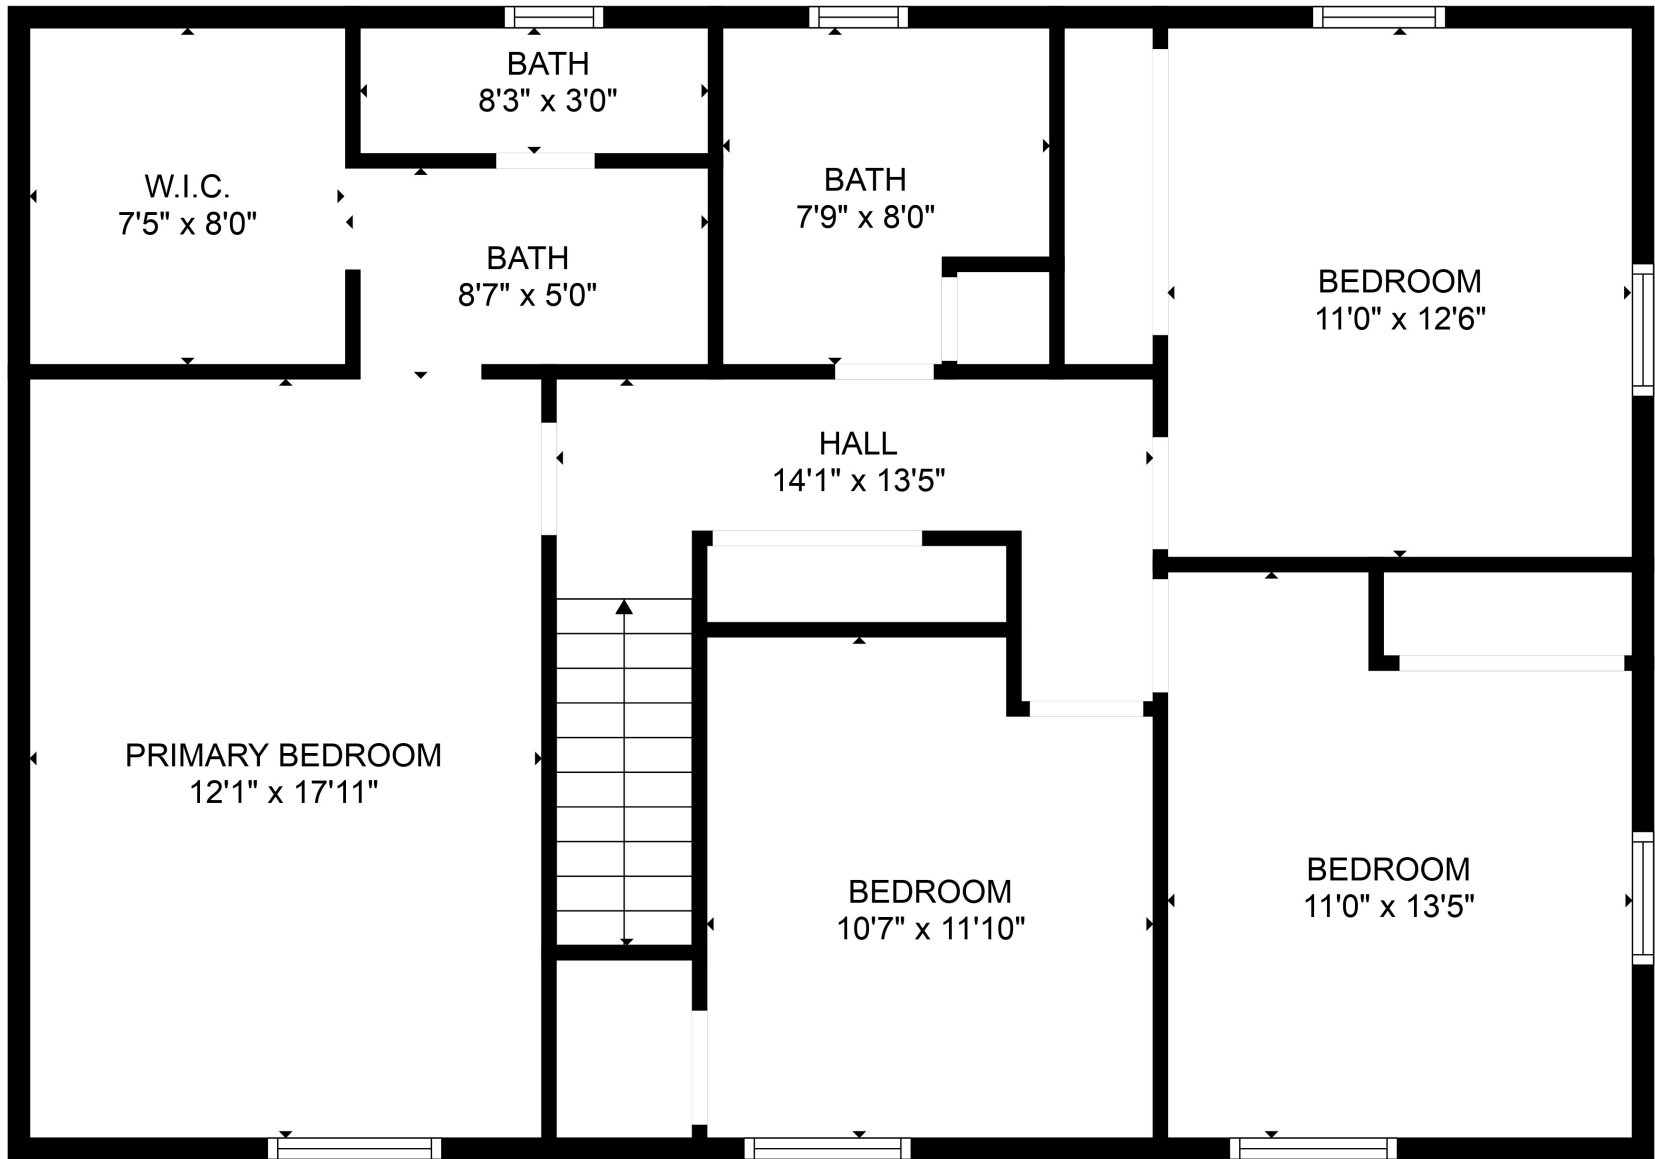 BATH
8'3" x 3'0"
W.I.C.
7'5" x 8'0"
BATH
7'9" x 8'0"
BATH
8'7" x 5'0"
BEDROOM
11'0" x 12'6"
HALL
14'1" x 13'5"
PRIMARY BEDROOM
12'1" x 17'11"
BEDROOM
10'7" x 11'10"
BEDROOM
11'0" x 13'5"